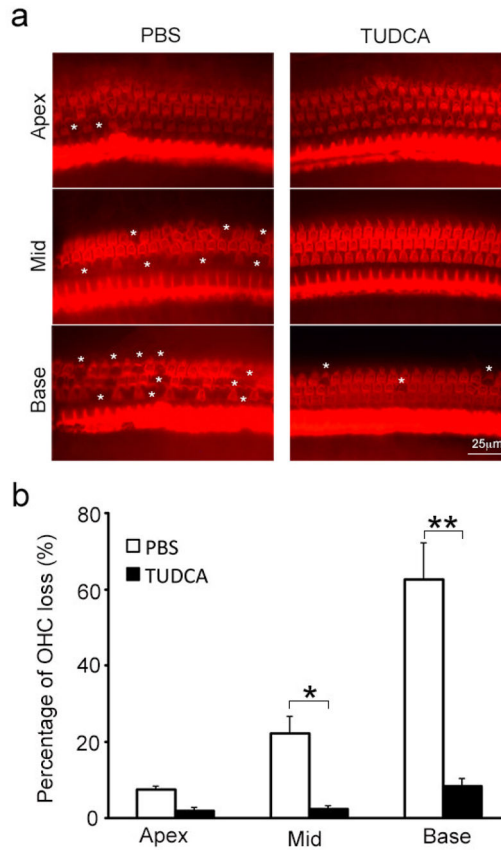 a
PBS TUDCA
Apex
* *
Mid
* * *
* * * *
Base
* * * *
* * *
* * *
* * *
25μm
b
Percentage of OHC loss (%)
80
60
40
20
0
PBS
TUDCA
*
**
Apex Mid Base